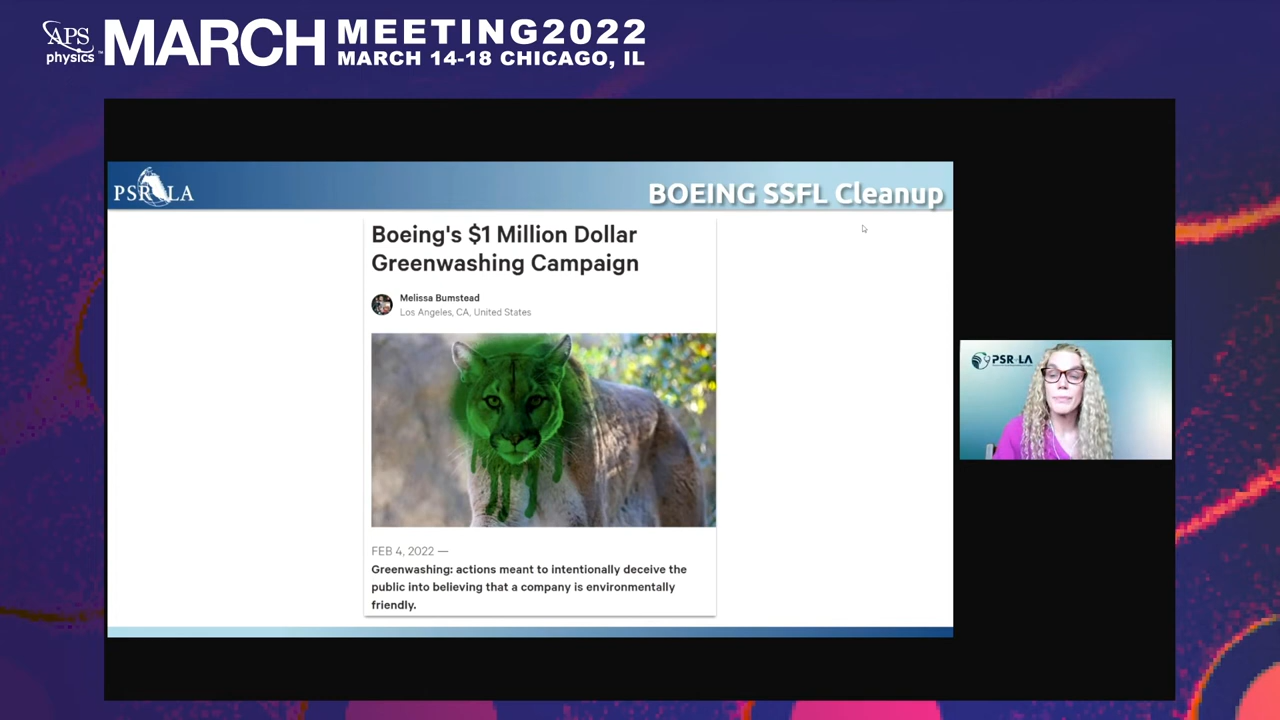 APS
physics
MARCH
MEETING2022
MARCH 14-18 CHICAGO, IL
PSR LA
BOEING SSFL Cleanup
Boeing's $1 Million Dollar
Greenwashing Campaign
Melissa Bumstead
Los Angeles, CA, United States
PSR-LA
FEB 4, 2022 —
Greenwashing: actions meant to intentionally deceive the
public into believing that a company is environmentally
friendly.